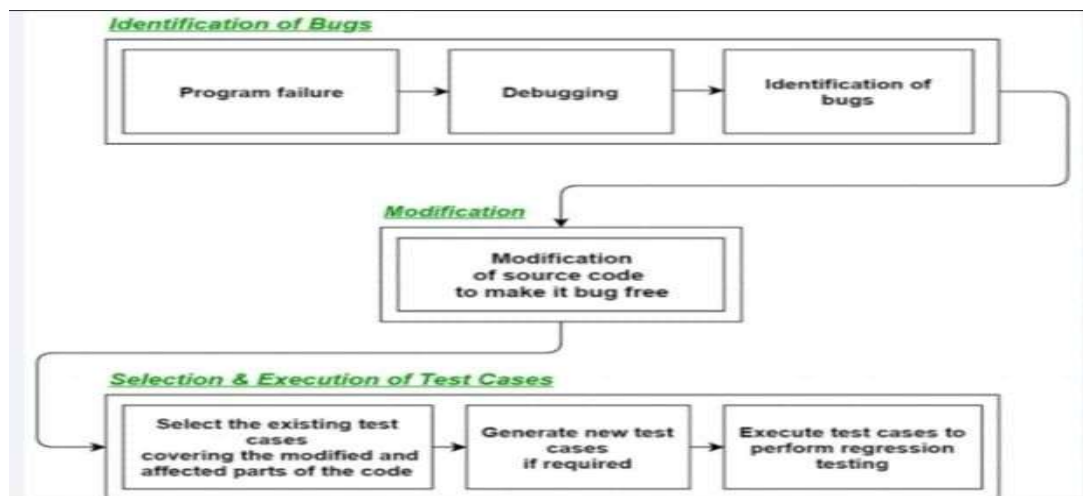 Identification of Bugs
Program failure
Debugging
Identification of
bugs
Modification
Modification
of source code
to make it bug free
Selection & Execution of Test Cases
Select the existing test
cases
covering the modified and
affected parts of the code
Generate new test
cases
if required
Execute test cases to
perform regression
testing